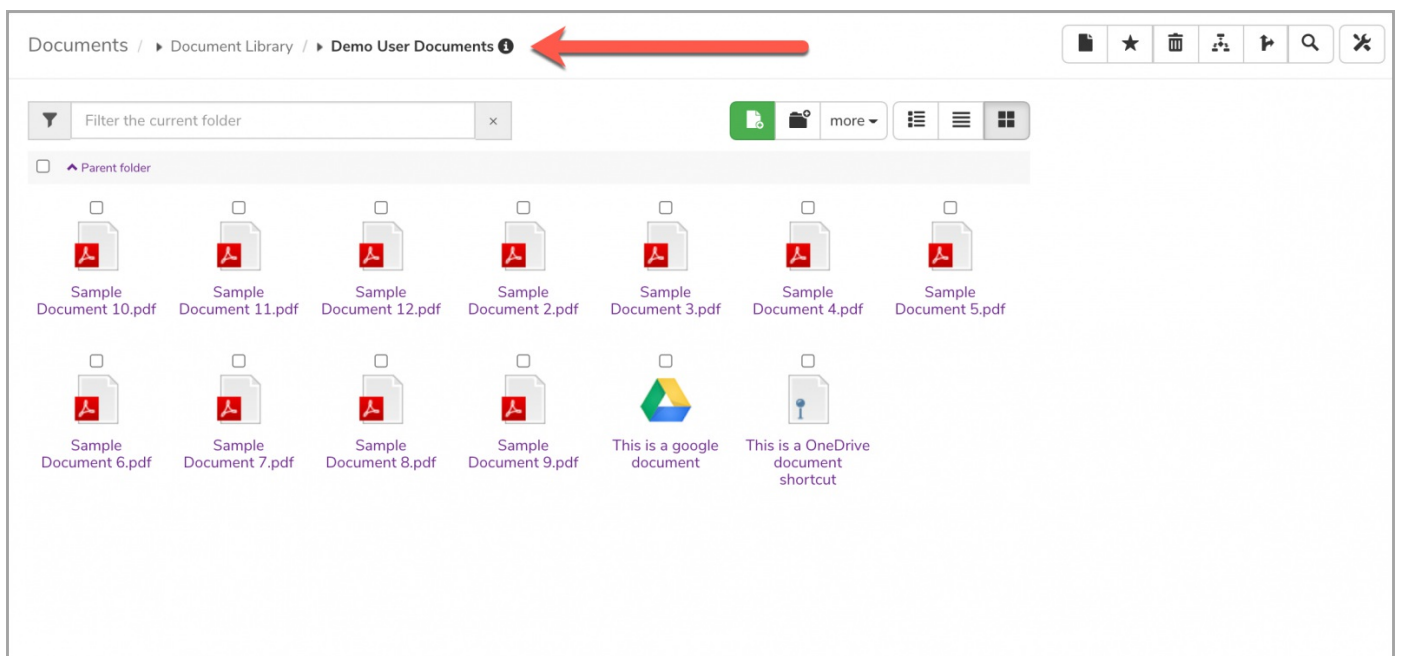 Documents / Document Library / Demo User Documents
Filter the current folder
× more
Parent folder
Sample Sample Sample Sample Sample Sample Sample
Document 10.pdf Document 11.pdf Document 12.pdf Document 2.pdf Document 3.pdf Document 4.pdf Document 5.pdf
Sample Sample Sample Sample This is a google This is a OneDrive
Document 6.pdf Document 7.pdf Document 8.pdf Document 9.pdf document document
shortcut